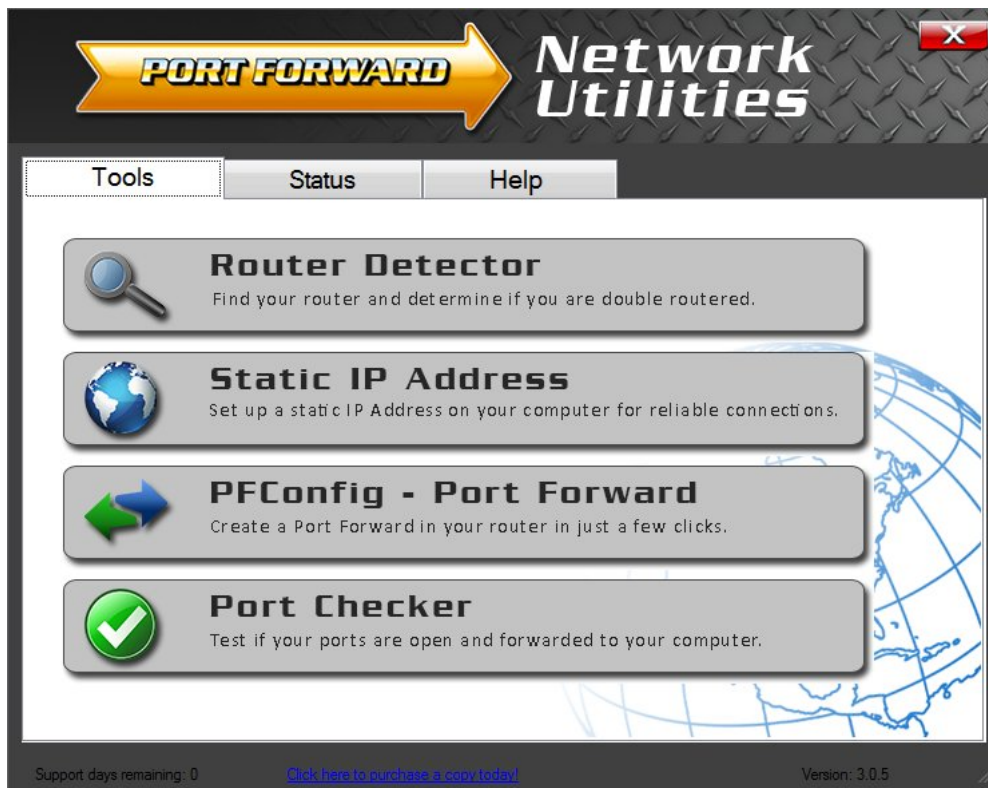 PORT FORWARD
Network
Utilities
X
Tools
Status
Help
Router Detector
Find your router and determine if you are double routered.
Static IP Address
Set up a static IP Address on your computer for reliable connections.
PFConfig - Port Forward
Create a Port Forward in your router in just a few clicks.
Port Checker
Test if your ports are open and forwarded to your computer.
Support days remaining: 0
Click here to purchase a copy today!
Version: 3.0.5